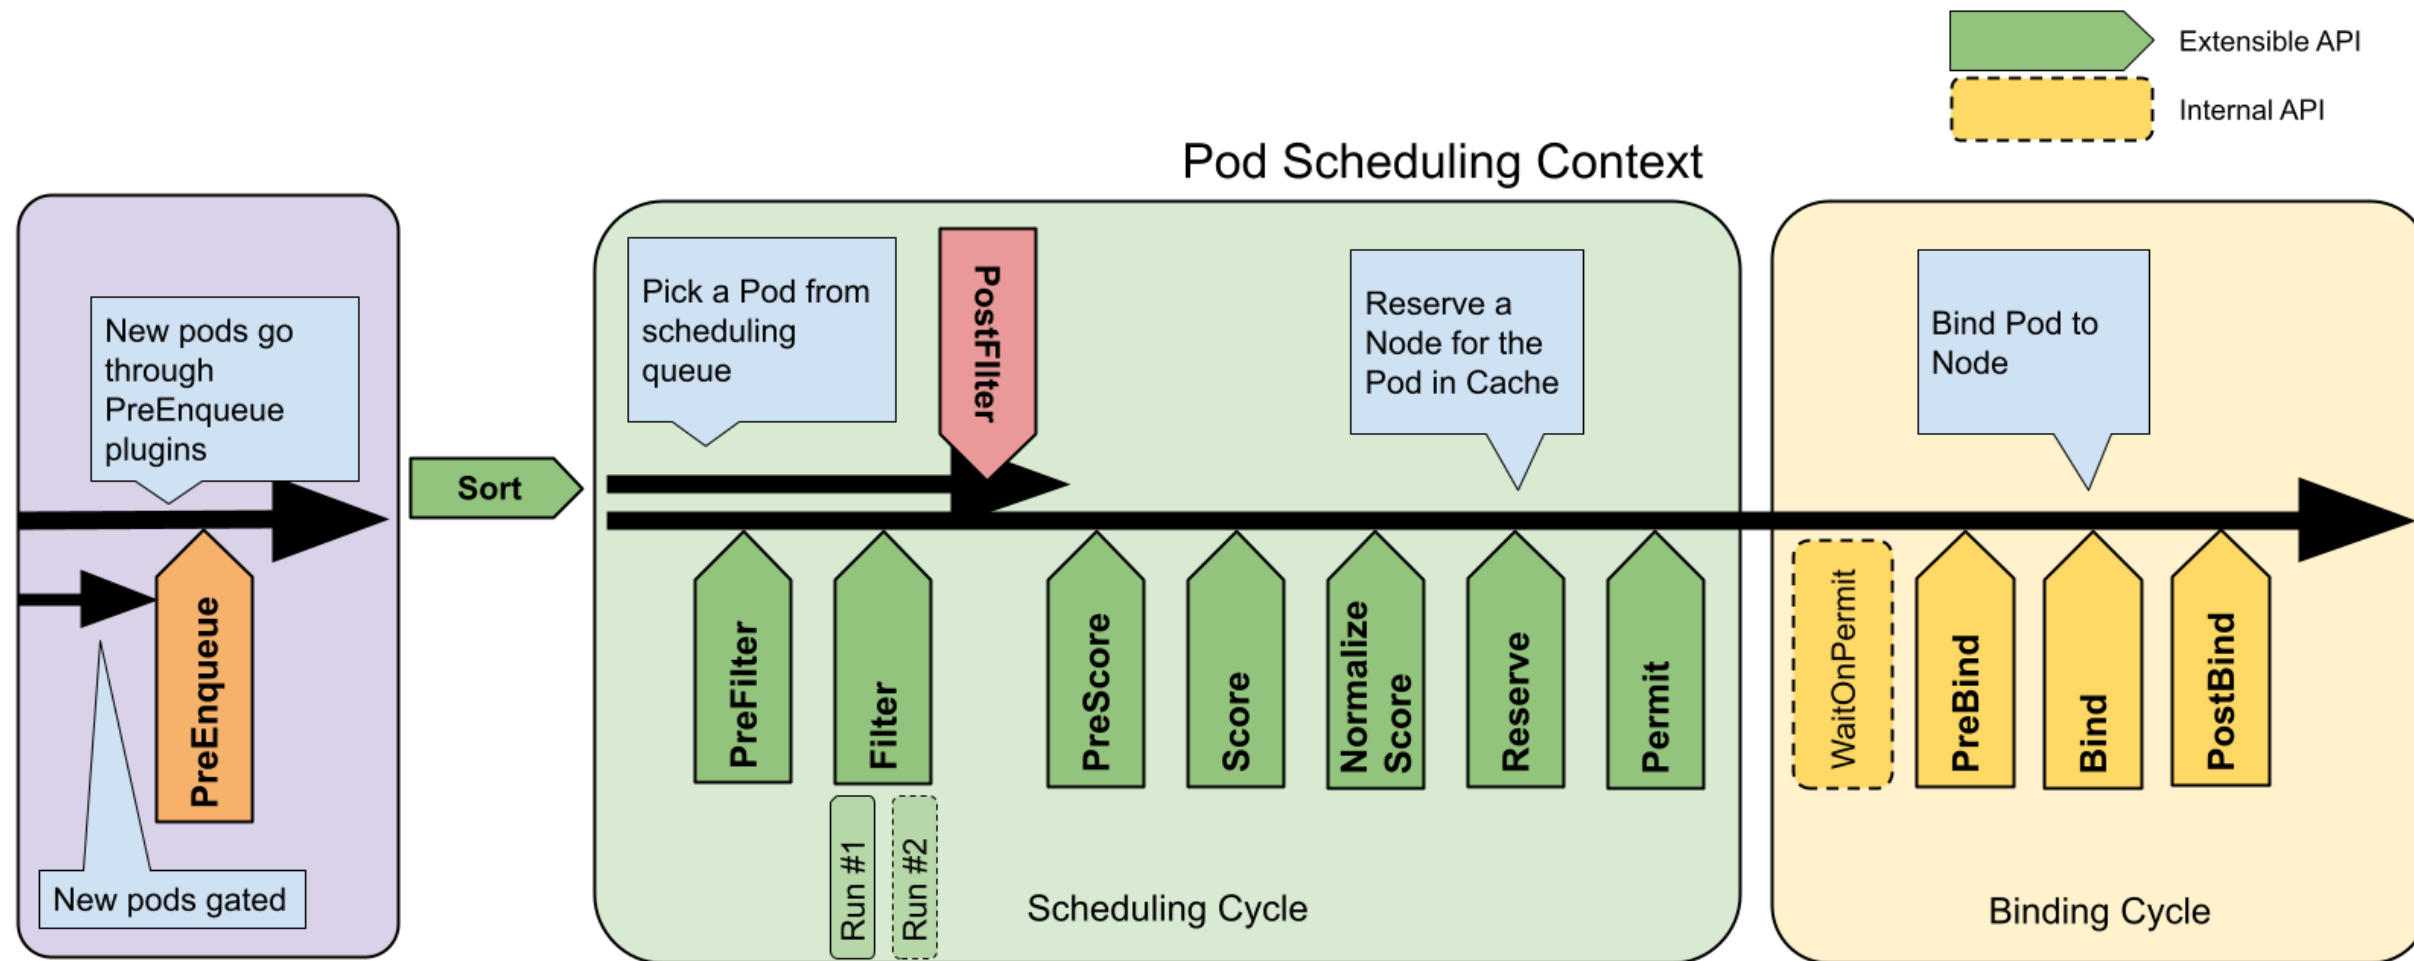 Extensible API
Internal API
Pod Scheduling Context
New pods go
through
PreEnqueue
plugins
PreEnqueue
New pods gated
Sort
Pick a Pod from
scheduling
queue
PostFIlter
Reserve a
Node for the
Pod in Cache
PreFilter
Filter
Run #1
Run #2
PreScore
Score
Normalize
Score
Reserve
Permit
Scheduling Cycle
Bind Pod to
Node
WaitOnPermit
PreBind
Bind
PostBind
Binding Cycle